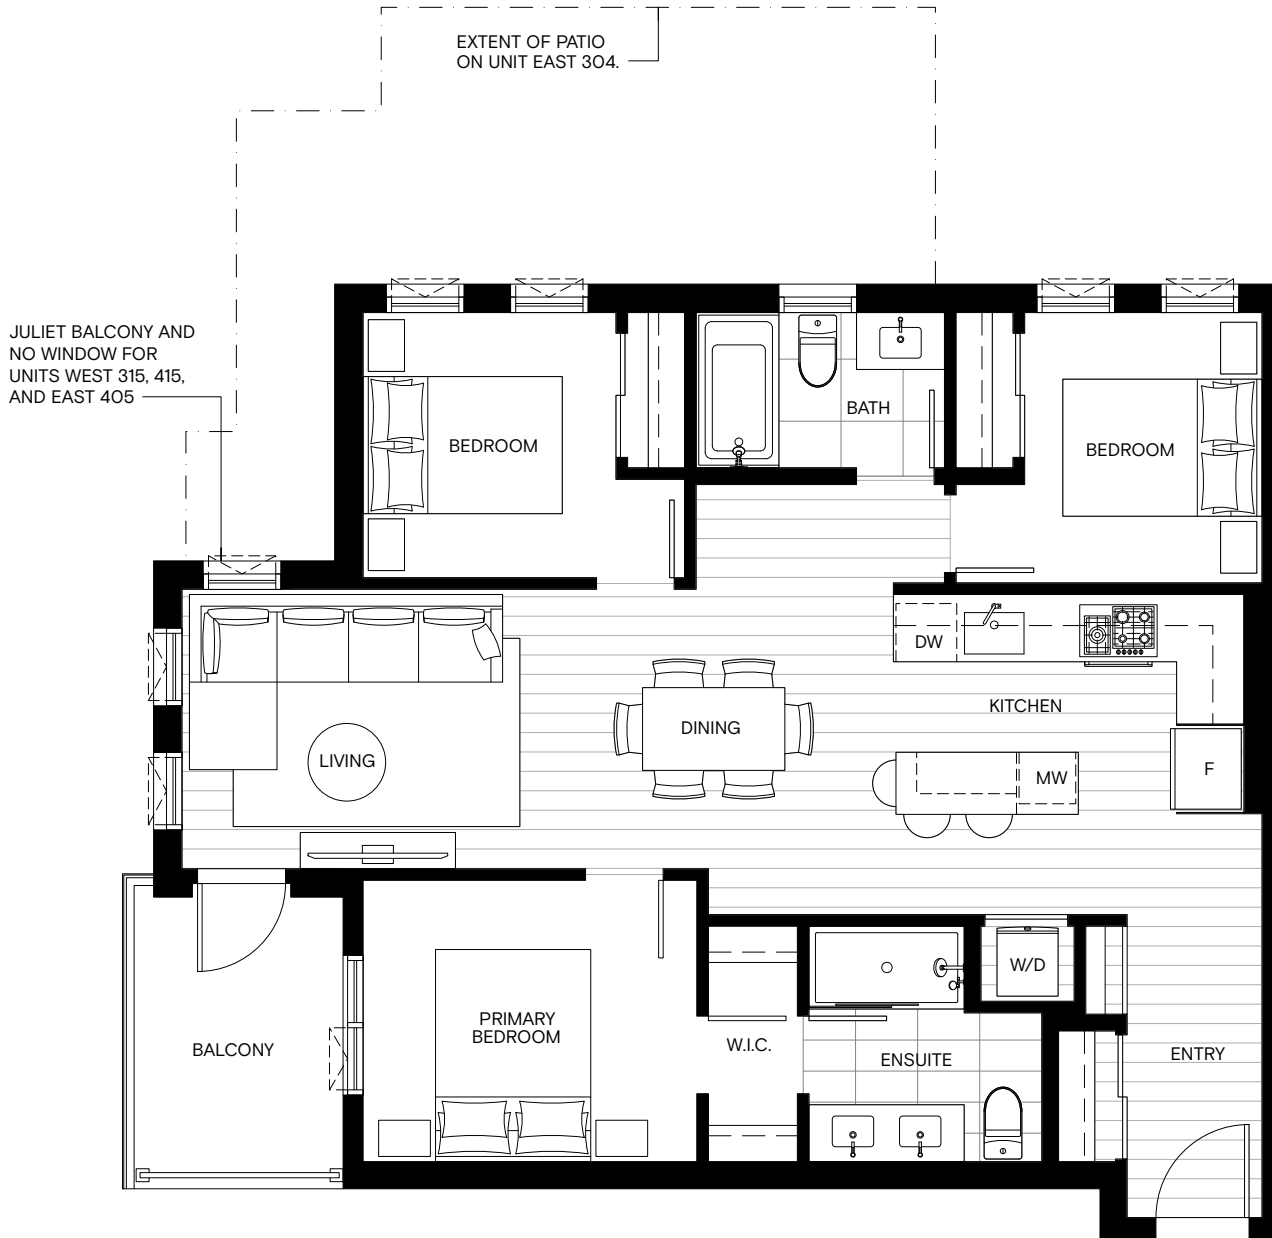 EXTENT OF PATIO
ON UNIT EAST 304.
JULIET BALCONY AND
NO WINDOW FOR
UNITS WEST 315, 415,
AND EAST 405
BATH
BEDROOM
BEDROOM
DW
KITCHEN
DINING
LIVING
F
MW
W/D
PRIMARY
BEDROOM
W.I.C.
BALCONY
ENTRY
ENSUITE